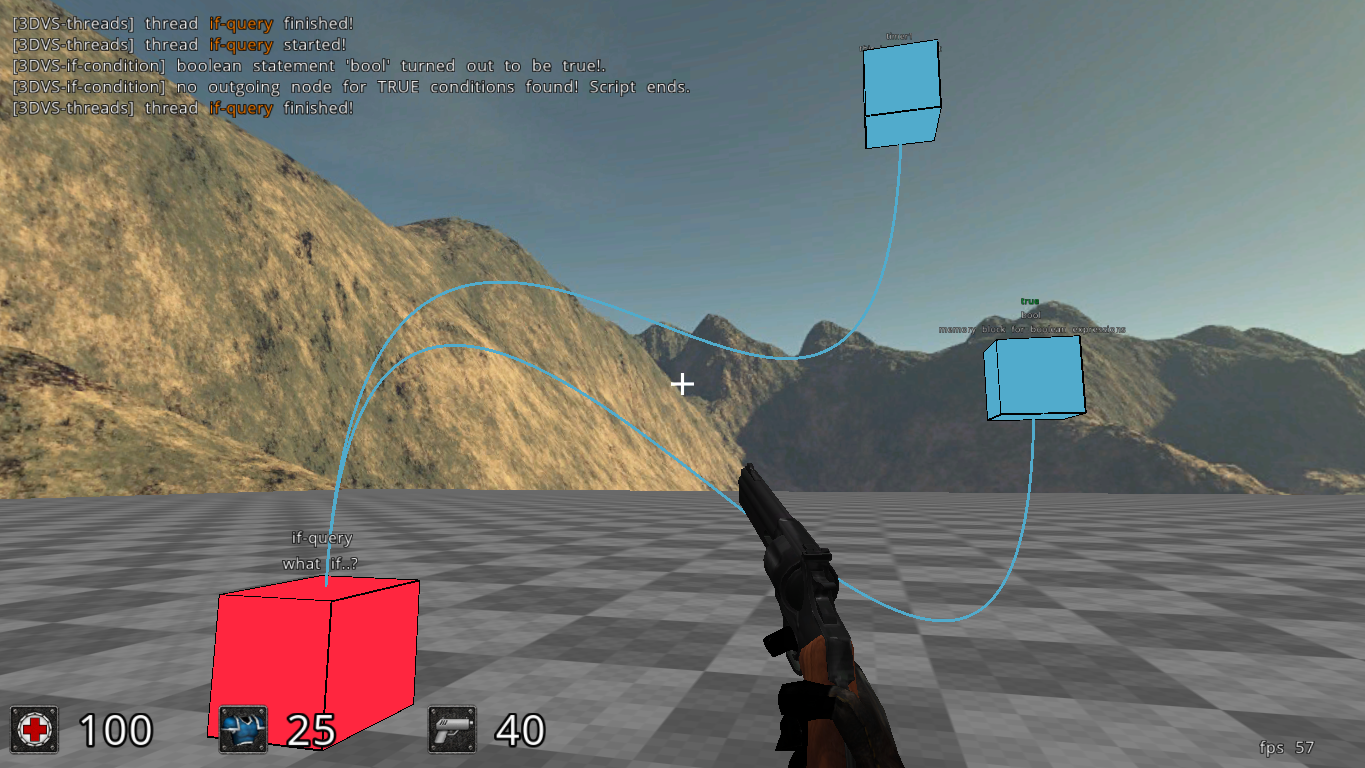 [3DVS-threads] thread if-query finished!
[3DVS-threads] thread if-query started!
[3DVS-if-condition] boolean statement 'bool' turned out to be true!.
[3DVS-if-condition] no outgoing node for TRUE conditions found! Script ends.
[3DVS-threads] thread if-query finished!
true
bool
memory block for boolean expressions
if-query
what if..?
100
25
40
fps 57